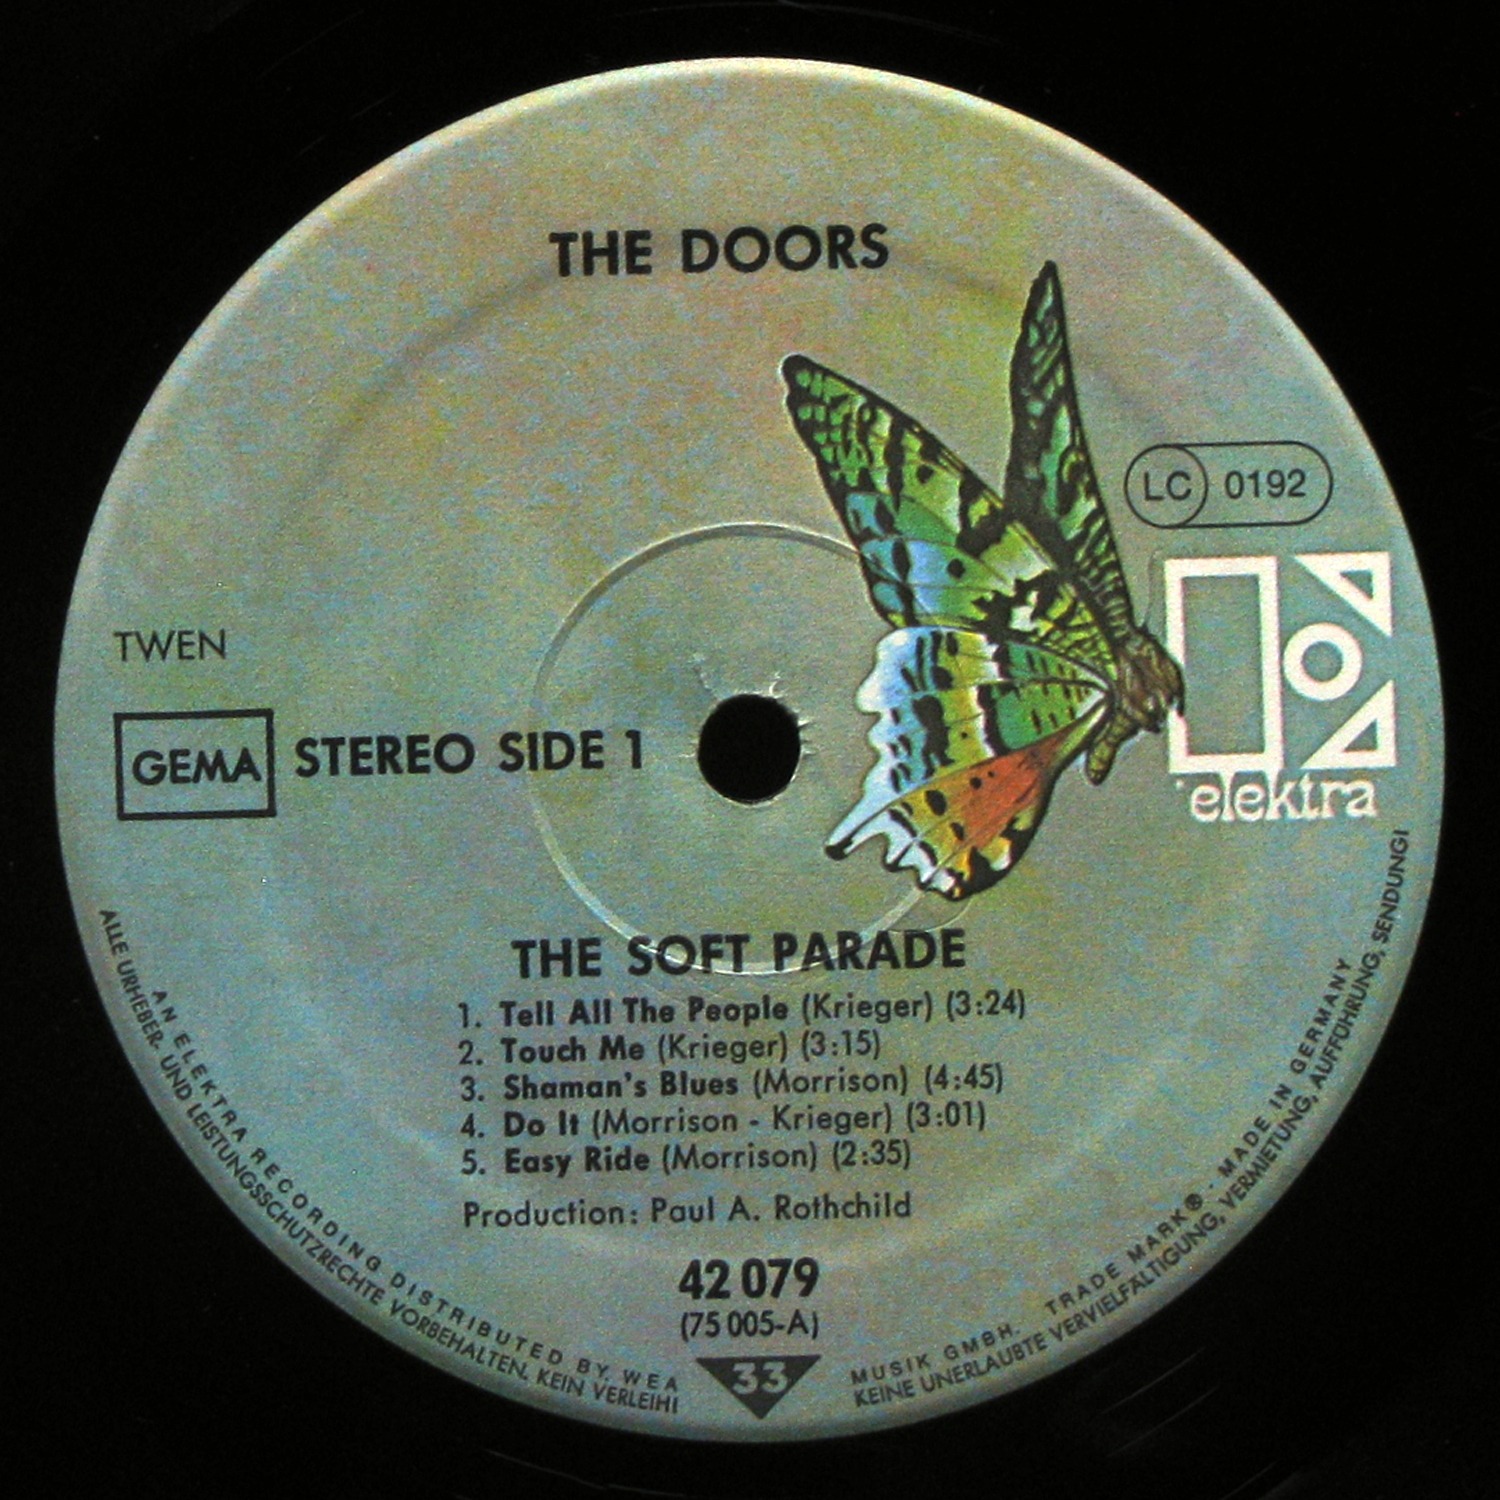 THE DOORS
LC 0192
TWEN
GEMA
STEREO SIDE 1
elektra
THE SOFT PARADE
1. Tell All The People (Krieger) (3:24)
2. Touch Me (Krieger) (3:15)
3. Shaman's Blues (Morrison) (4:45)
4. Do It (Morrison - Krieger) (3:01)
5. Easy Ride (Morrison) (2:35)
Production: Paul A. Rothchild
42 079
(75 005-A)
33
AN ELEKTRA RECORDING DISTRIBUTED BY WEA MUSIK GMBH. TRADE MARK® · MADE IN GERMANY
ALLE URHEBER- UND LEISTUNGSSCHUTZRECHTE VORBEHALTEN. KEIN VERLEIH! KEINE UNERLAUBTE VERVIELFÄLTIGUNG, VERMIETUNG, AUFFÜHRUNG, SENDUNG!